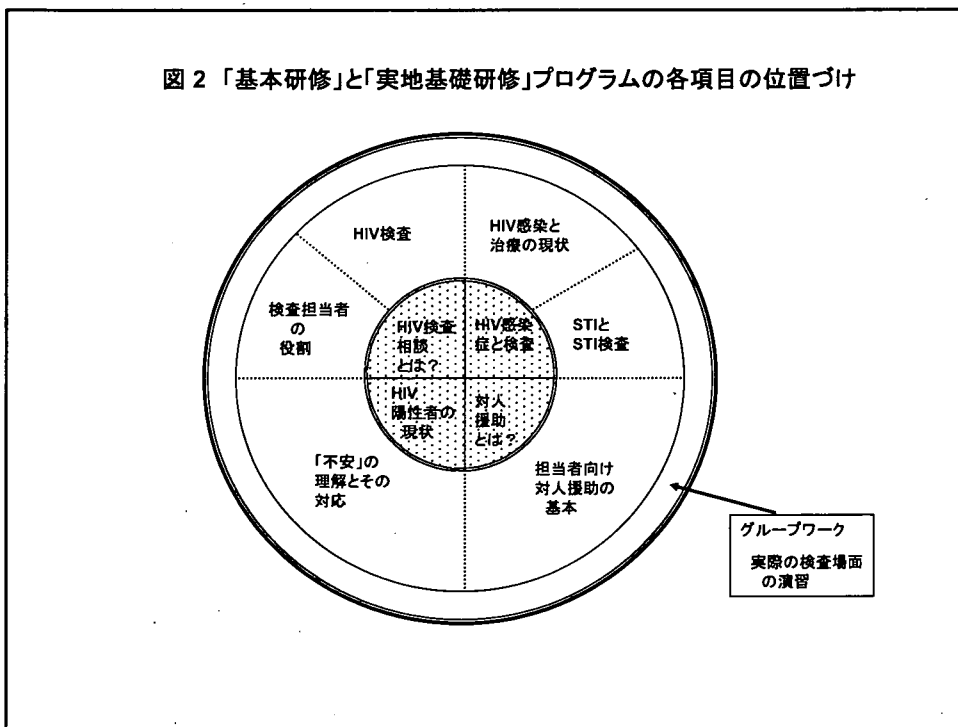 図2 「基本研修」と「実地基礎研修」プログラムの各項目の位置づけ
HIV検査
HIV感染と
治療の現状
検査担当者
の
役割
STIと
STI検査
HIV検査
相談
とは?
HIV感染
症と検査
HIV
陽性者の
現状
対人
援助
とは?
「不安」の
理解とその
対応
担当者向け
対人援助の
基本
グループワーク
実際の検査場面
の演習